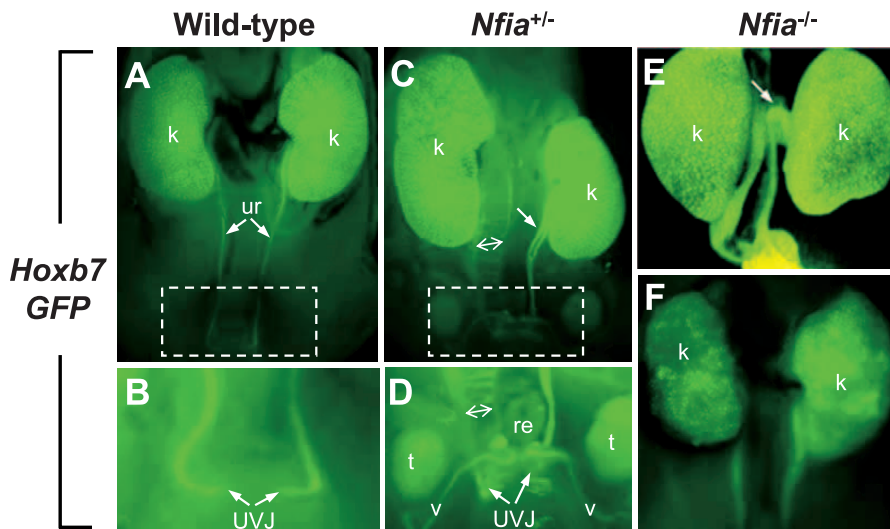 Wild-type
Nfia+/-
Nfia-/-
Hoxb7
GFP
A
k
k
ur
B
UVJ
C
k
k
D
re
t
t
v
v
UVJ
E
k
k
F
k
k